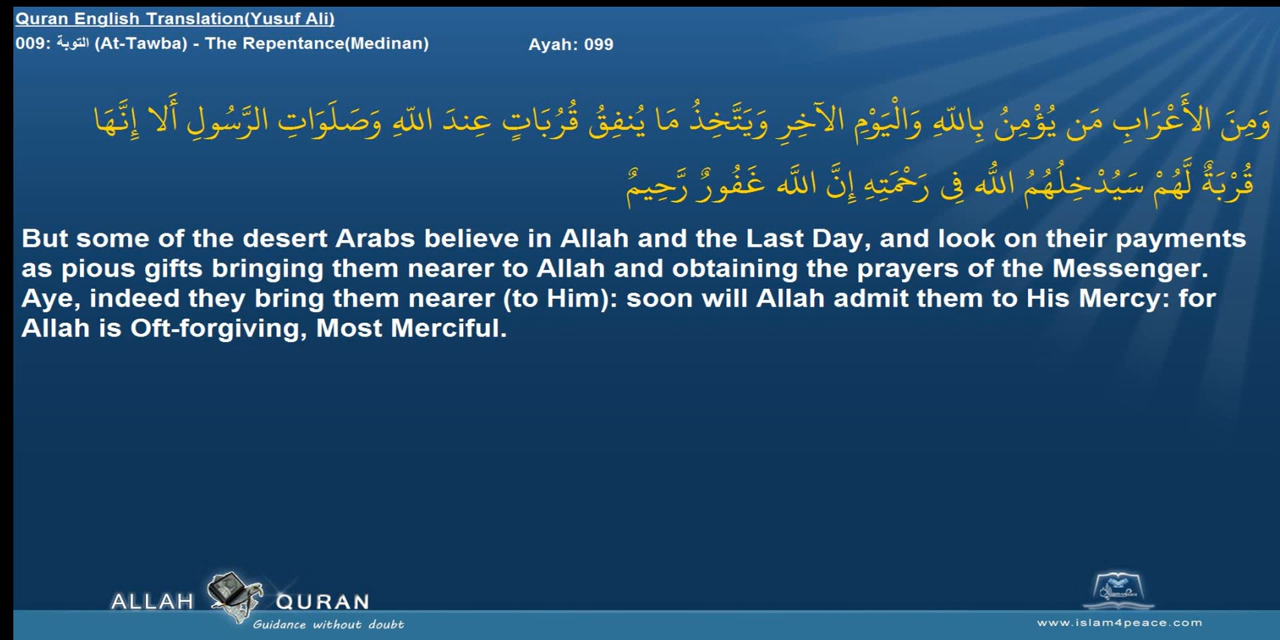 Quran English Translation(Yusuf Ali)
009: التوبة (At-Tawba) - The Repentance(Medinan) Ayah: 099
وَمِنَ الأَعْرَابِ مَن يُؤْمِنُ بِاللّهِ وَالْيَوْمِ الآخِرِ وَيَتَّخِذُ مَا يُنفِقُ قُرُبَاتٍ عِندَ اللّهِ وَصَلَوَاتِ الرَّسُولِ أَلا إِنَّهَا
قُرْبَةٌ لَّهُمْ سَيُدْخِلُهُمُ اللّه فِى رَحْمَتِهِ إِنَّ اللَّه غَفُورٌ رَّحِيمٌ
But some of the desert Arabs believe in Allah and the Last Day, and look on their payments
as pious gifts bringing them nearer to Allah and obtaining the prayers of the Messenger.
Aye, indeed they bring them nearer (to Him): soon will Allah admit them to His Mercy: for
Allah is Oft-forgiving, Most Merciful.
ALLAH QURAN
Guidance without doubt
www.islam4peace.com